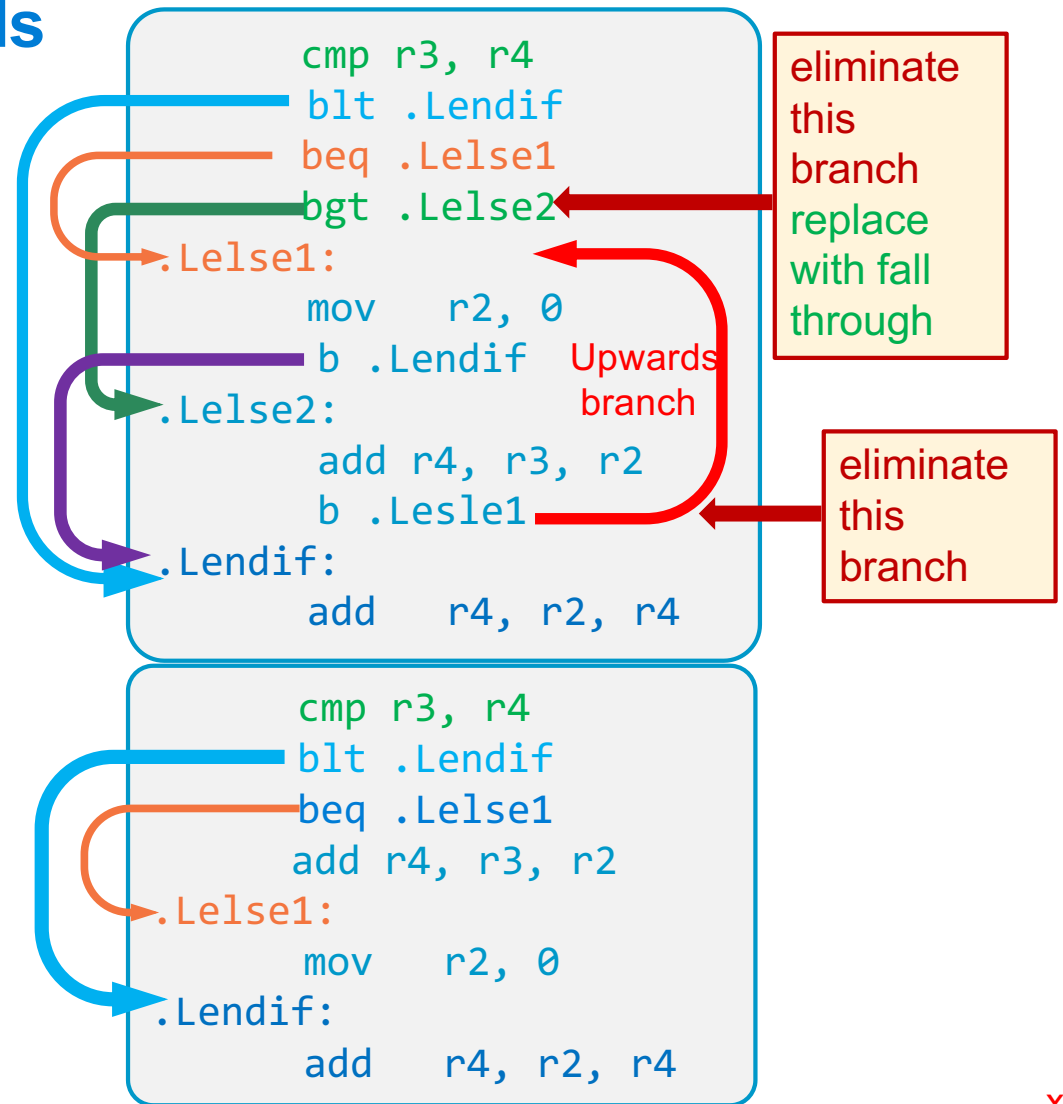 cmp r3, r4
blt .Lendif
beq .Lelse1
bgt .Lelse2
.Lelse1:
mov r2, 0
b .Lendif
.Lelse2:
add r4, r3, r2
b .Lesle1
.Lendif:
add r4, r2, r4
Upwards
branch
eliminate
this
branch
replace
with fall
through
eliminate
this
branch
cmp r3, r4
blt .Lendif
beq .Lelse1
add r4, r3, r2
.Lelse1:
mov r2, 0
.Lendif:
add r4, r2, r4
x